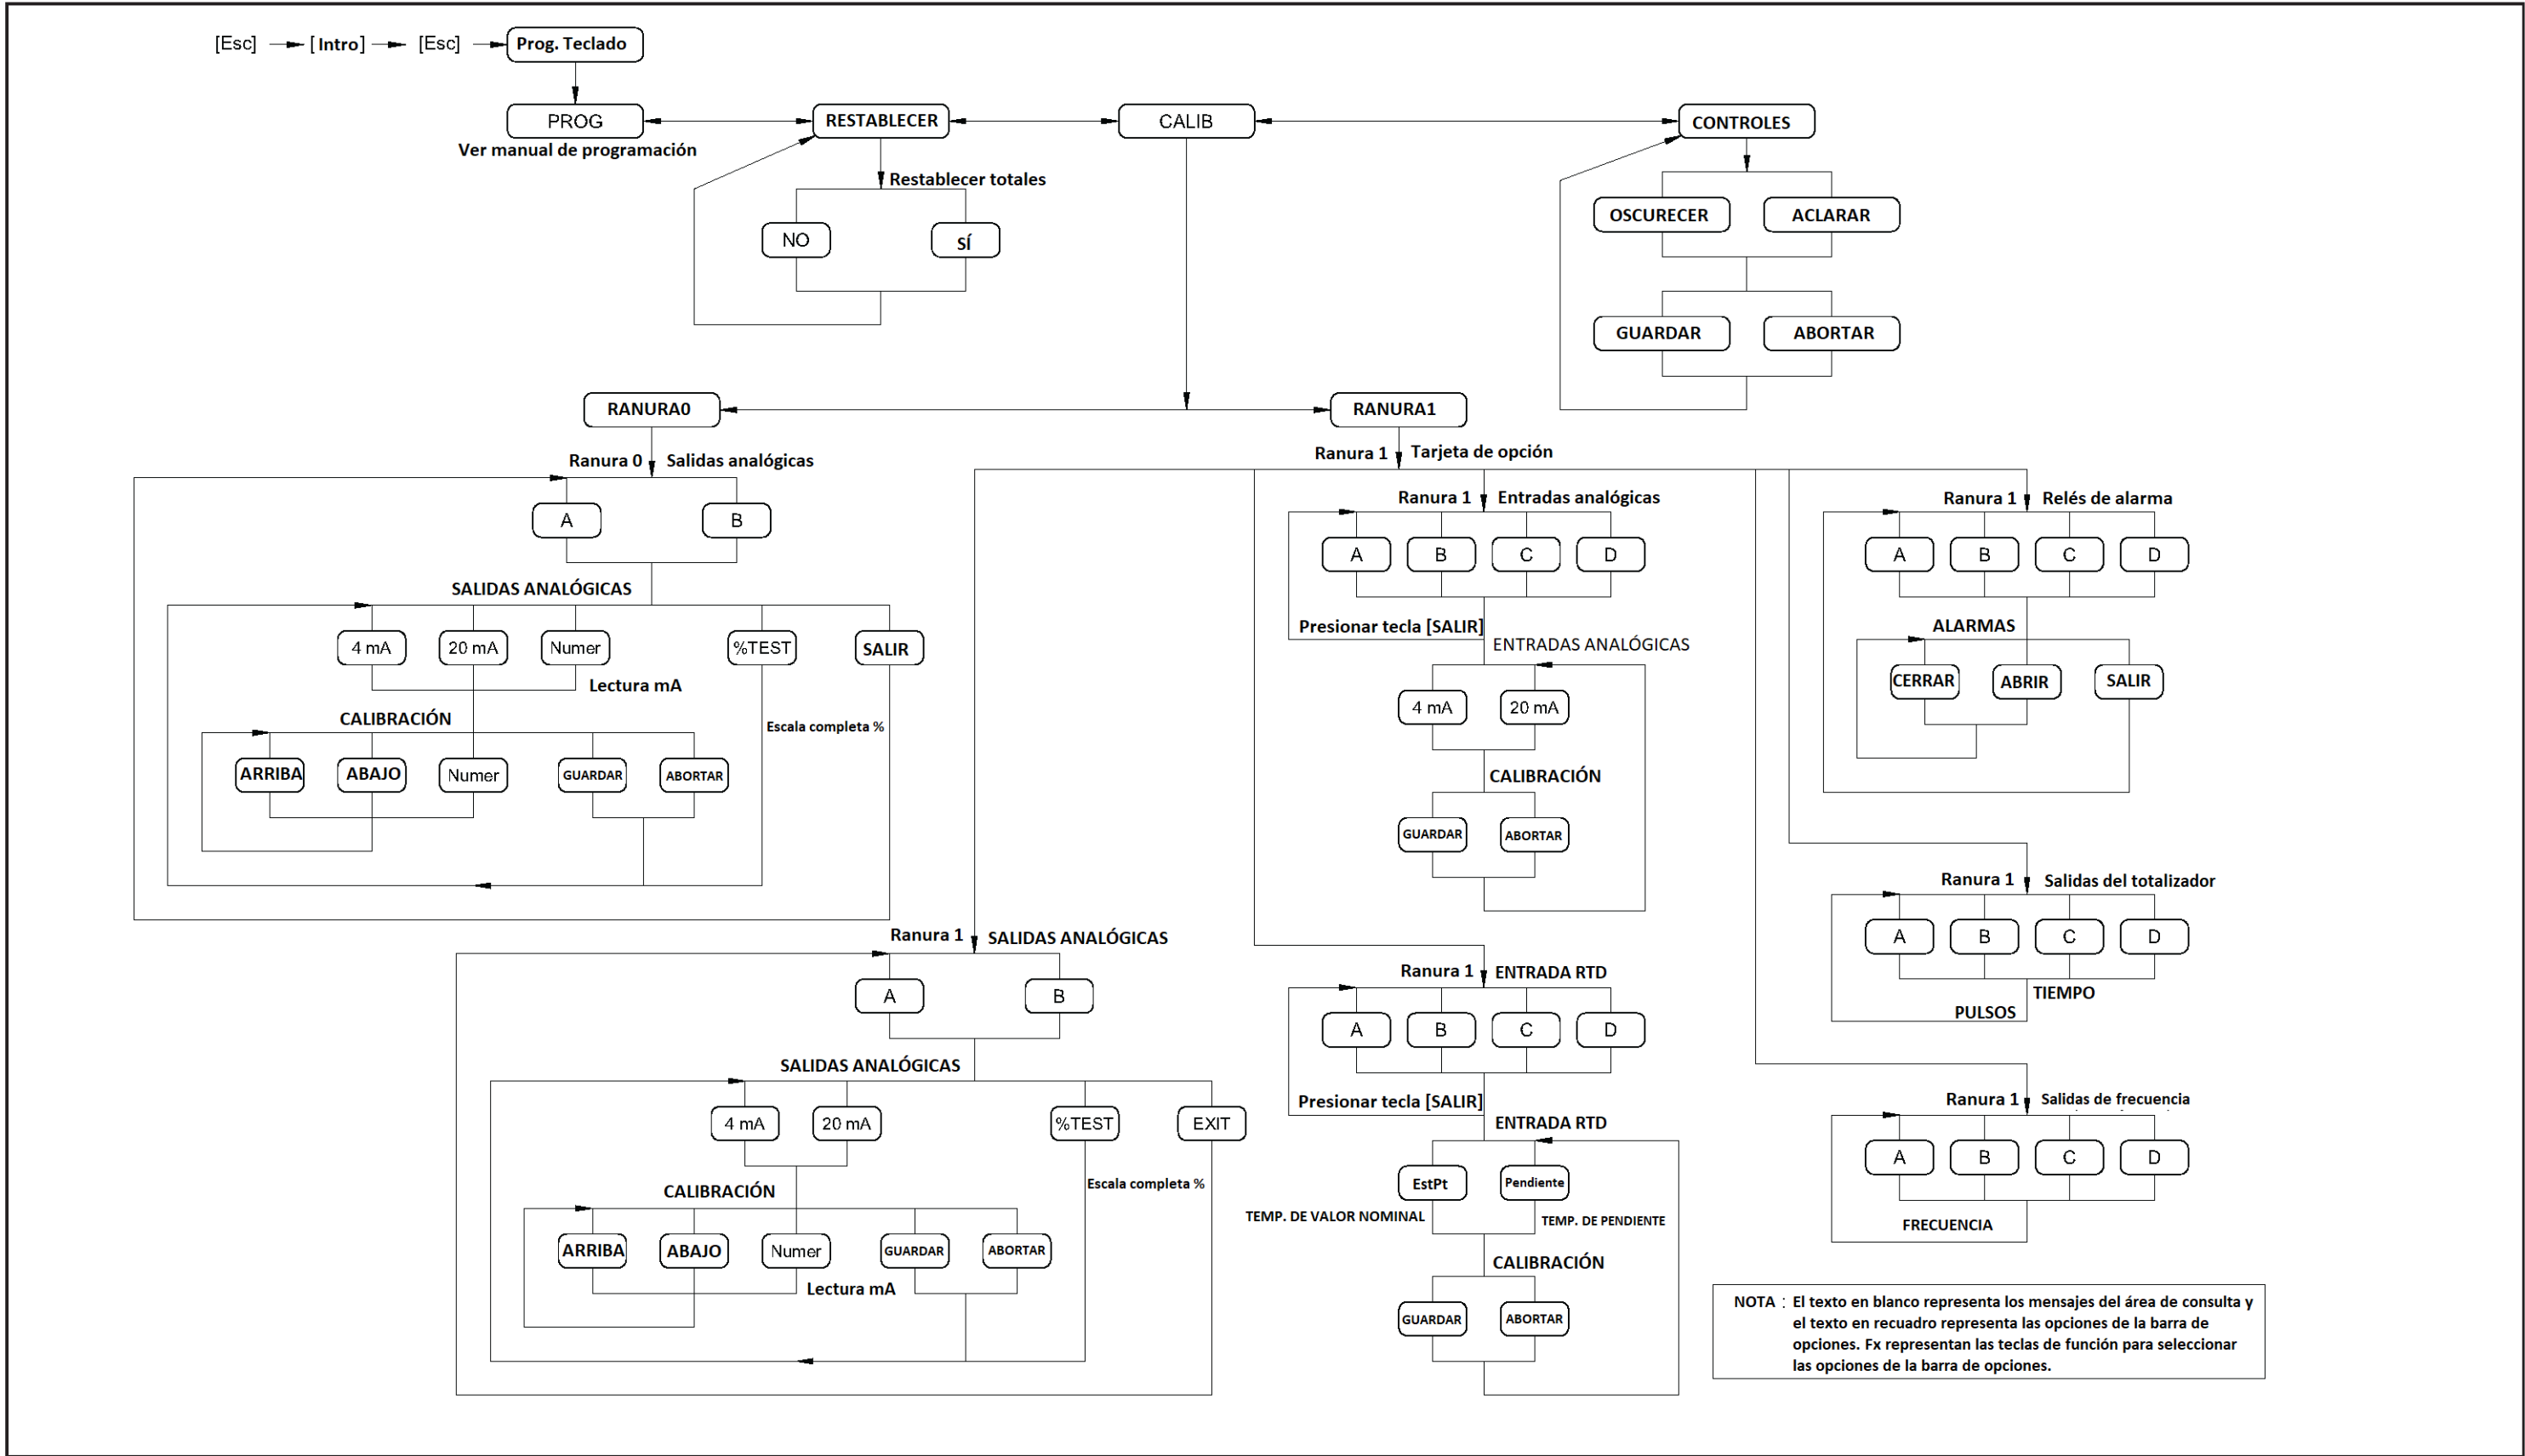 [Esc] [Intro] [Esc] Prog. Teclado
PROG RESTABLECER CALIB CONTROLES
Ver manual de programación
Restablecer totales
NO SÍ
OSCURECER ACLARAR
GUARDAR ABORTAR
RANURA0 RANURA1
Ranura 0 Salidas analógicas
A B
SALIDAS ANALÓGICAS
4 mA 20 mA Numer %TEST SALIR
Lectura mA
CALIBRACIÓN
Escala completa %
ARRIBA ABAJO Numer GUARDAR ABORTAR
Ranura 1 Tarjeta de opción
Ranura 1 SALIDAS ANALÓGICAS
A B
SALIDAS ANALÓGICAS
4 mA 20 mA %TEST EXIT
CALIBRACIÓN
Escala completa %
ARRIBA ABAJO Numer GUARDAR ABORTAR
Lectura mA
Ranura 1 Entradas analógicas
A B C D
Presionar tecla [SALIR]
ENTRADAS ANALÓGICAS
4 mA 20 mA
CALIBRACIÓN
GUARDAR ABORTAR
Ranura 1 ENTRADA RTD
A B C D
Presionar tecla [SALIR]
ENTRADA RTD
EstPt Pendiente
TEMP. DE VALOR NOMINAL TEMP. DE PENDIENTE
CALIBRACIÓN
GUARDAR ABORTAR
Ranura 1 Relés de alarma
A B C D
ALARMAS
CERRAR ABRIR SALIR
Ranura 1 Salidas del totalizador
A B C D
TIEMPO
PULSOS
Ranura 1 Salidas de frecuencia
A B C D
FRECUENCIA
NOTA : El texto en blanco representa los mensajes del área de consulta y
el texto en recuadro representa las opciones de la barra de
opciones. Fx representan las teclas de función para seleccionar
las opciones de la barra de opciones.